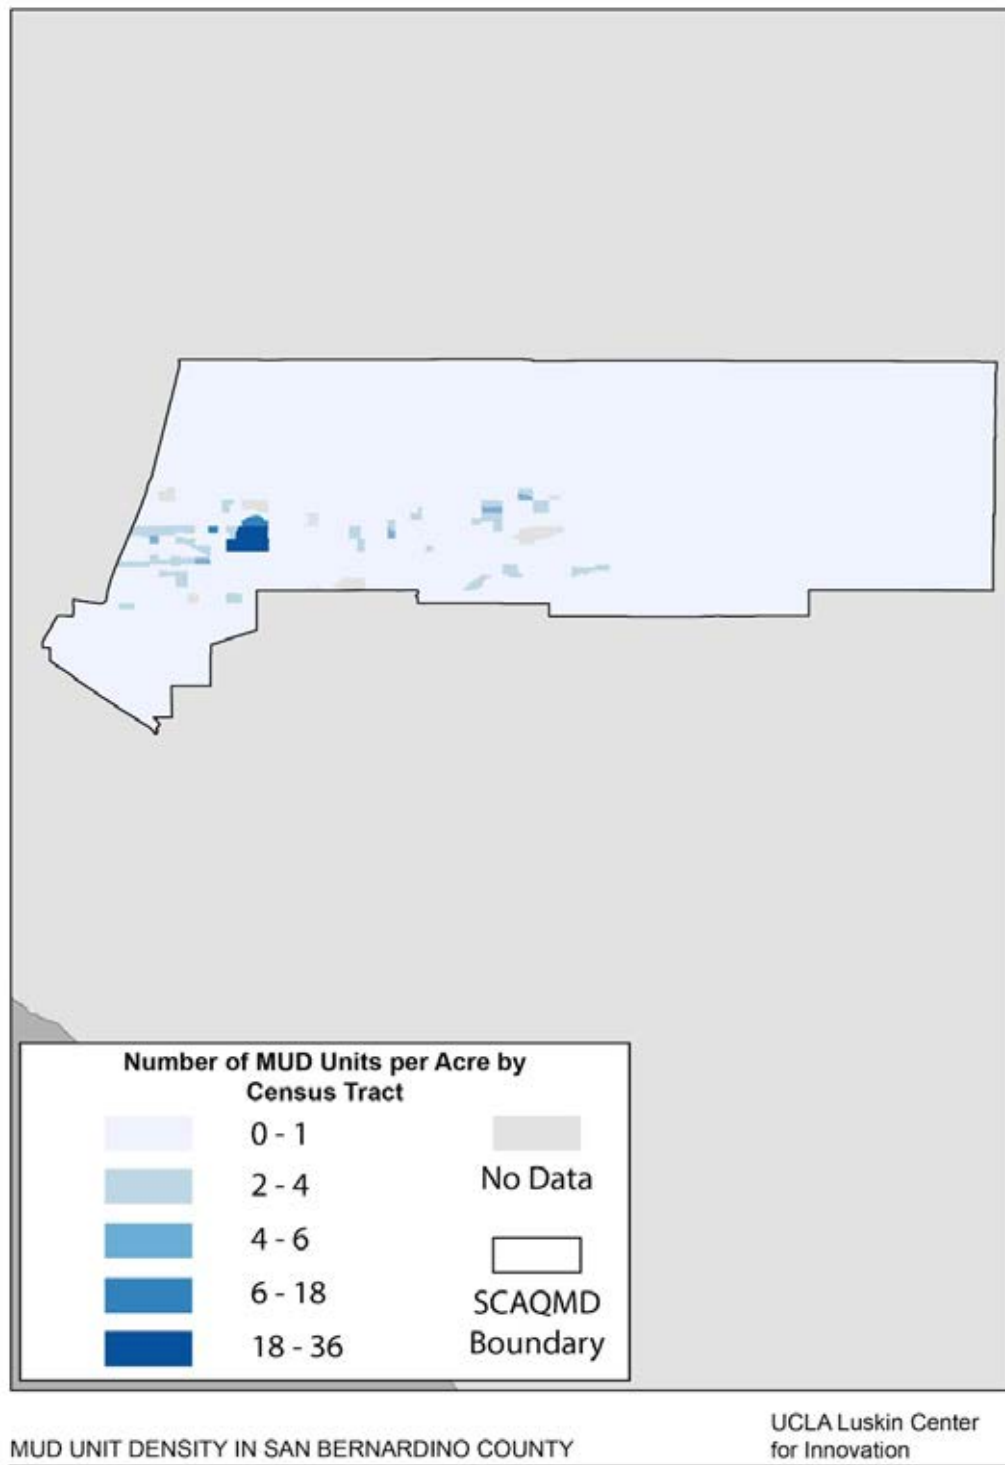 Number of MUD Units per Acre by
Census Tract
0 - 1
2 - 4
4 - 6
6 - 18
18 - 36
No Data
SCAQMD
Boundary
MUD UNIT DENSITY IN SAN BERNARDINO COUNTY
UCLA Luskin Center
for Innovation